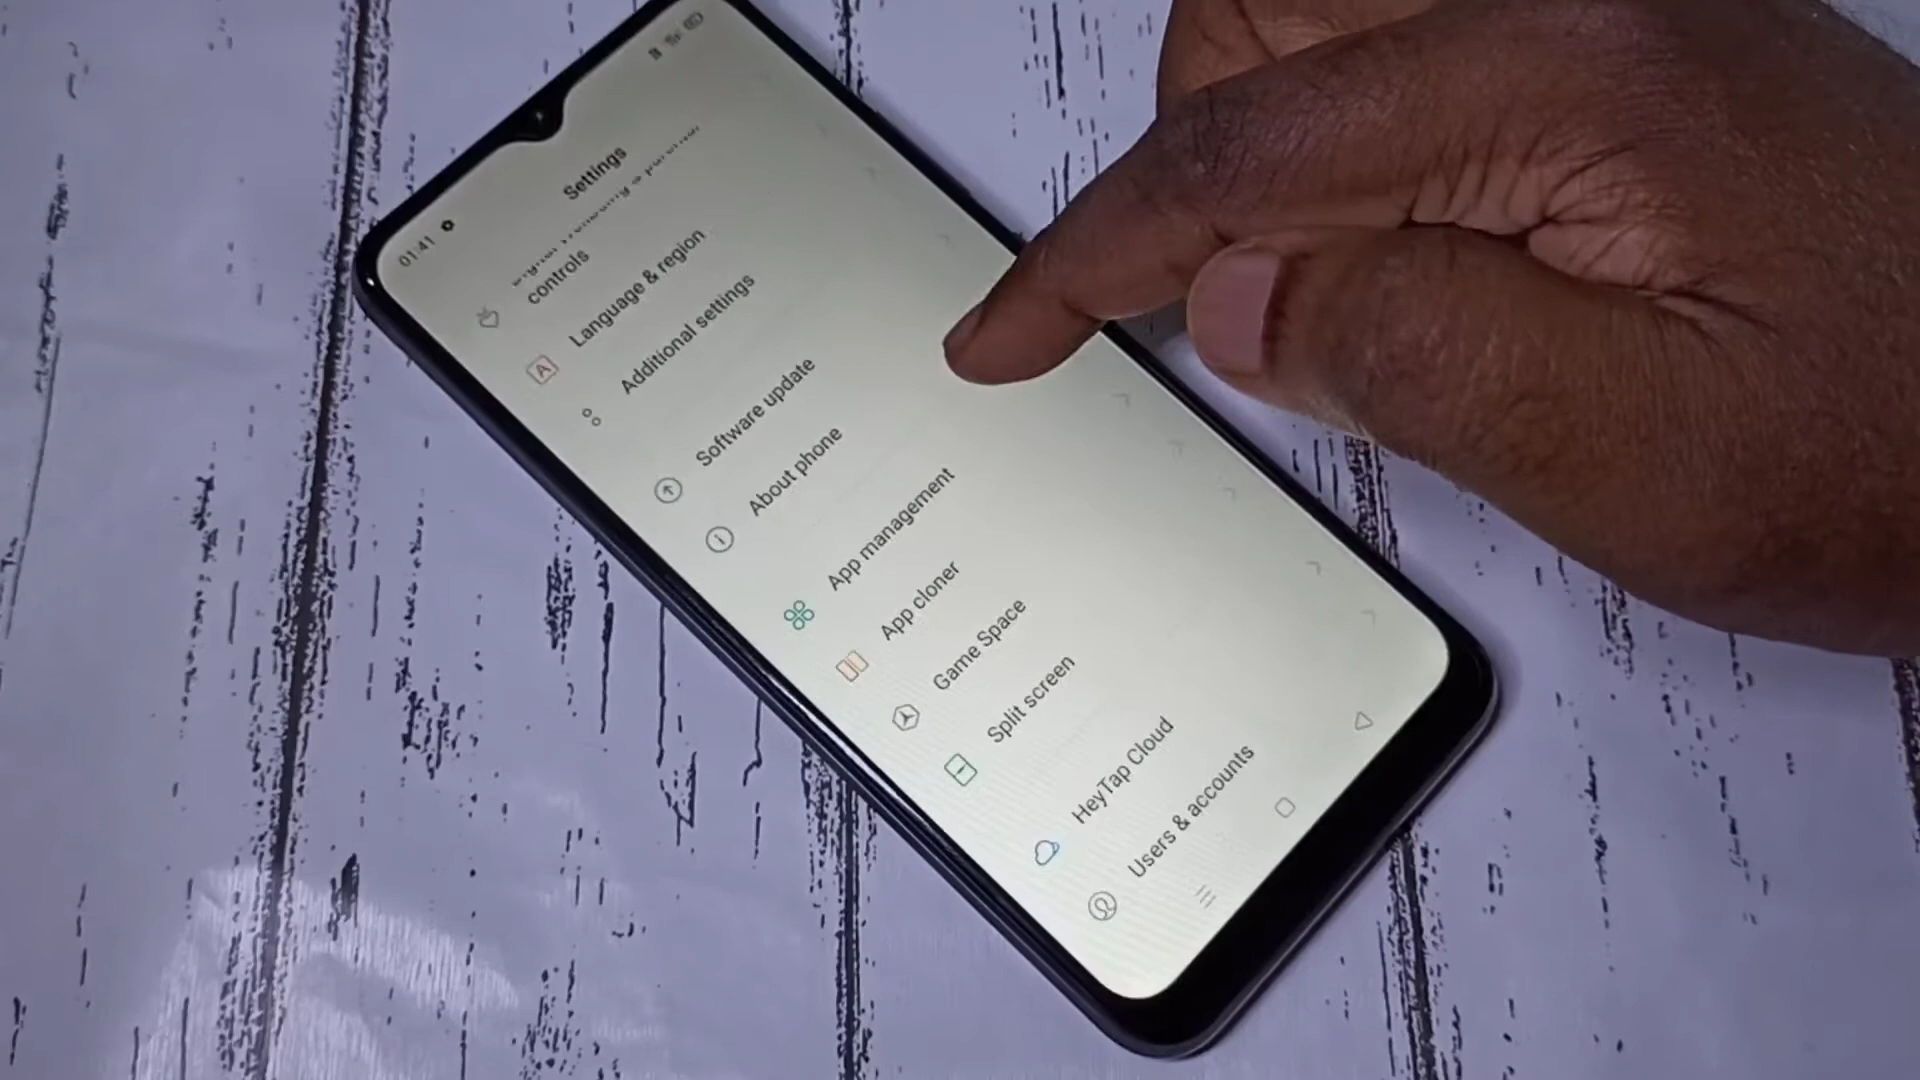 01:41
Settings
controls
Language & region
Additional settings
Software update
About phone
App management
App cloner
Game Space
Split screen
HeyTap Cloud
Users & accounts